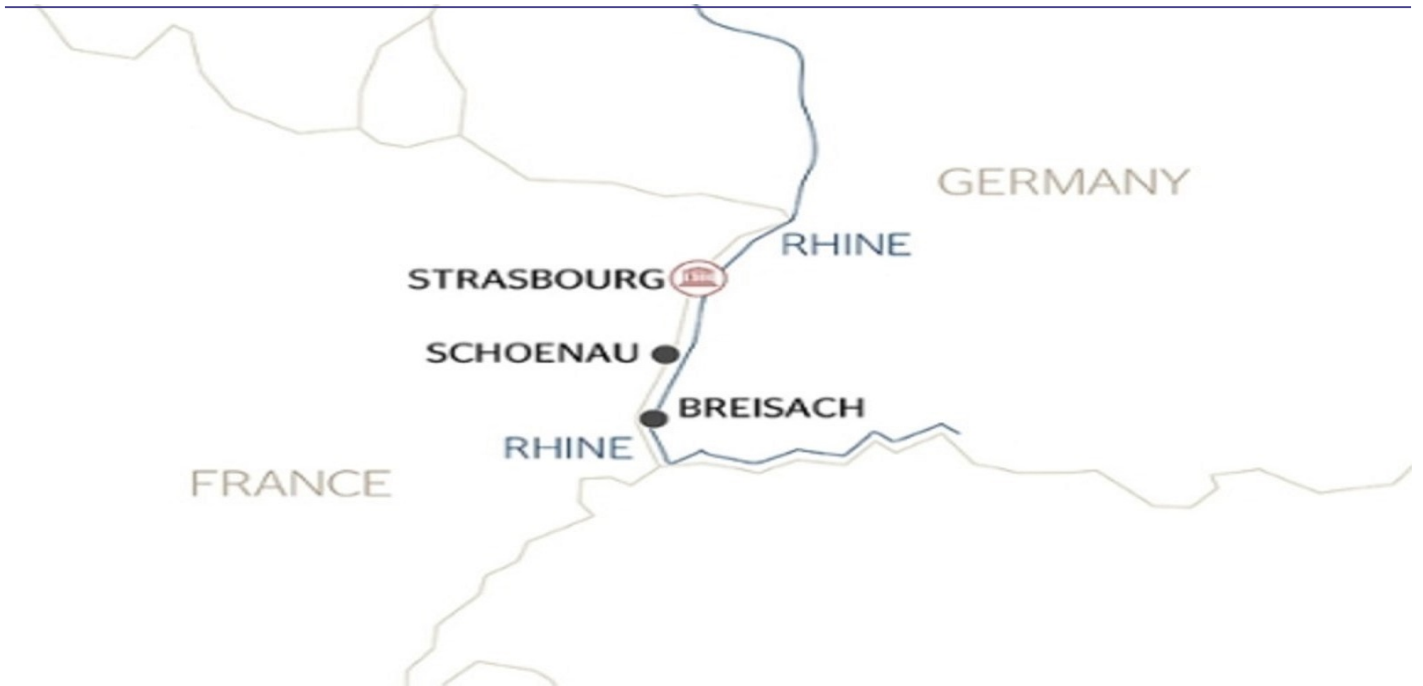 GERMANY
RHINE
STRASBOURG
SCHOENAU
BREISACH
RHINE
FRANCE